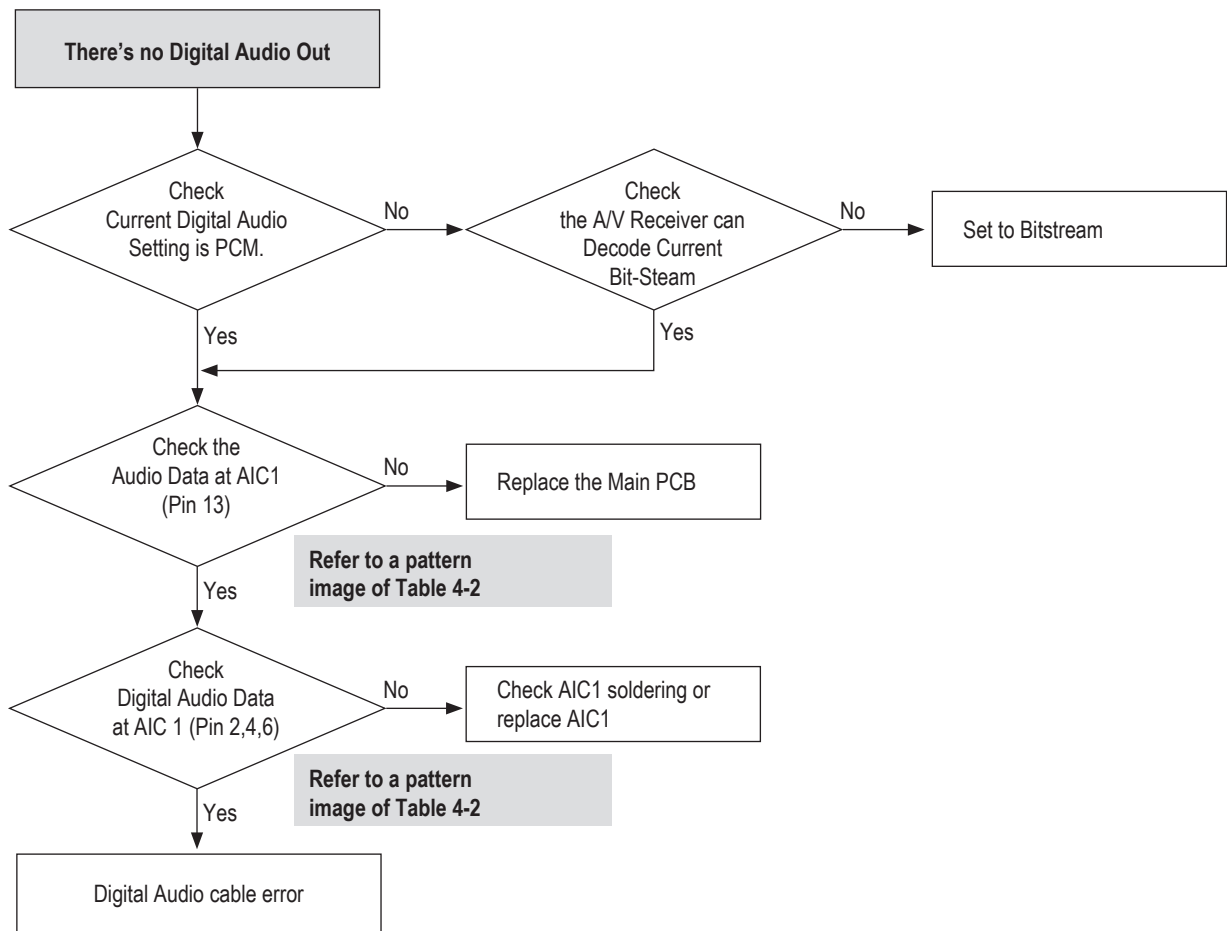 There's no Digital Audio Out
Check
Current Digital Audio
Setting is PCM.
No
Check
the A/V Receiver can
Decode Current
Bit-Steam
No
Set to Bitstream
Yes
Yes
Check the
Audio Data at AIC1
(Pin 13)
No
Replace the Main PCB
Refer to a pattern
image of Table 4-2
Yes
Check
Digital Audio Data
at AIC 1 (Pin 2,4,6)
No
Check AIC1 soldering or
replace AIC1
Refer to a pattern
image of Table 4-2
Yes
Digital Audio cable error